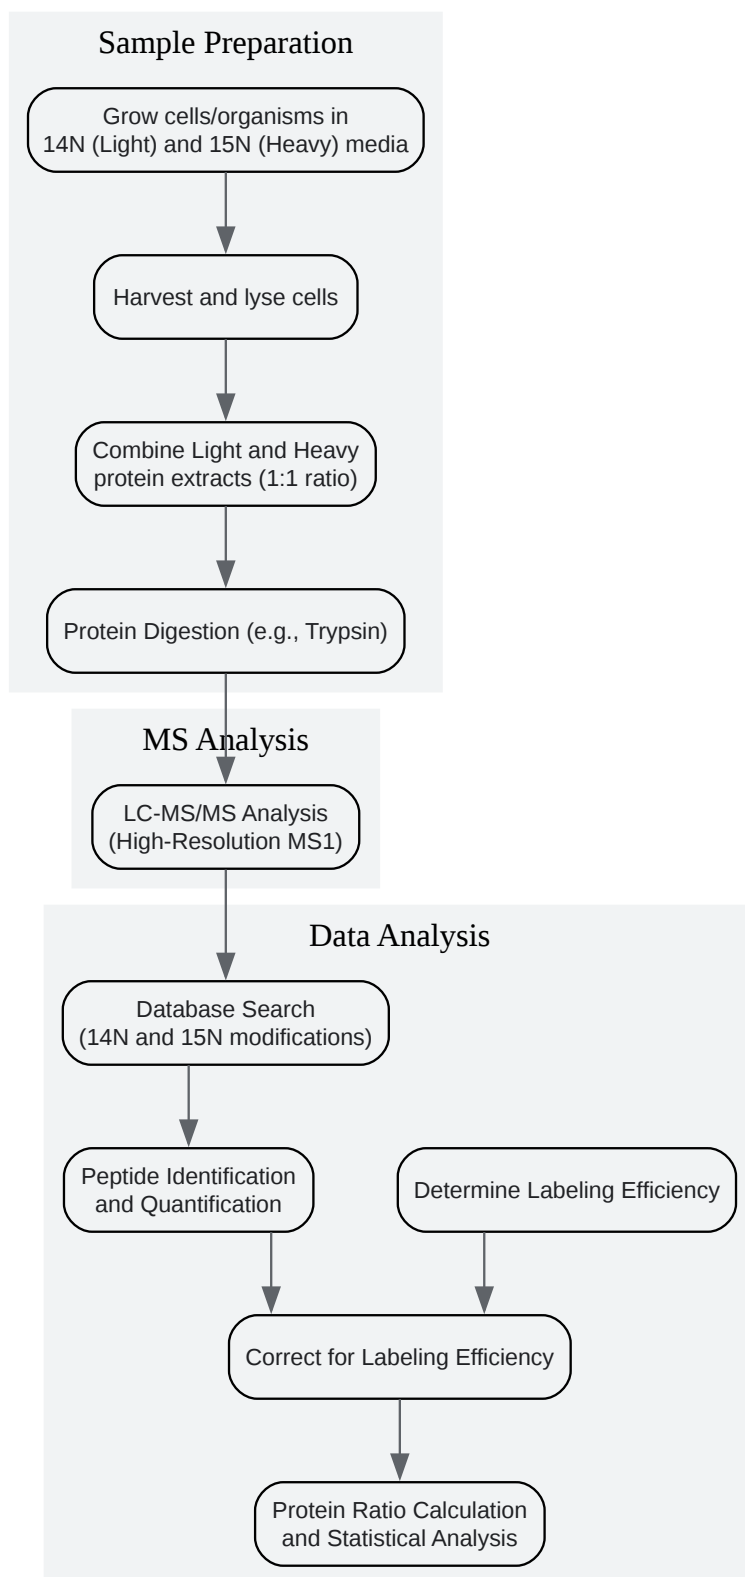 Sample Preparation
Grow cells/organisms in
14N (Light) and 15N (Heavy) media
Harvest and lyse cells
Combine Light and Heavy
protein extracts (1:1 ratio)
Protein Digestion (e.g., Trypsin)
MS Analysis
LC-MS/MS Analysis
(High-Resolution MS1)
Data Analysis
Database Search
(14N and 15N modifications)
Peptide Identification
and Quantification
Determine Labeling Efficiency
Correct for Labeling Efficiency
Protein Ratio Calculation
and Statistical Analysis